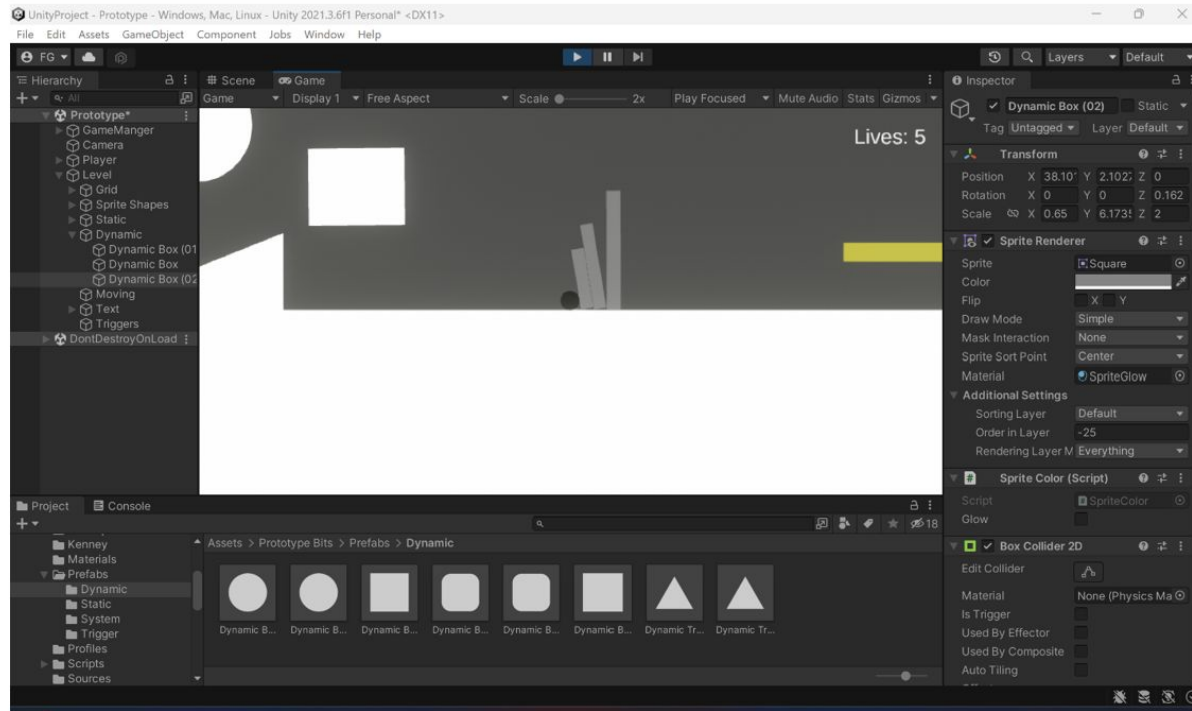 UnityProject - Prototype - Windows, Mac, Linux - Unity 2021.3.6f1 Personal* <DX11>
File Edit Assets GameObject Component Jobs Window Help
FG Layers Default
Hierarchy
All
Prototype*
GameManger
Camera
Player
Level
Grid
Sprite Shapes
Static
Dynamic
Dynamic Box (01
Dynamic Box
Dynamic Box (02
Moving
Text
Triggers
DontDestroyOnLoad
Scene Game
Game Display 1 Free Aspect Scale 2x Play Focused Mute Audio Stats Gizmos
Lives: 5
Inspector
Dynamic Box (02) Static
Tag Untagged Layer Default
Transform
Position X 38.10 Y 2.102 Z 0
Rotation X 0 Y 0 Z 0.162
Scale X 0.65 Y 6.173 Z 2
Sprite Renderer
Sprite Square
Color
Flip X Y
Draw Mode Simple
Mask Interaction None
Sprite Sort Point Center
Material SpriteGlow
Additional Settings
Sorting Layer Default
Order in Layer -25
Rendering Layer M Everything
# Sprite Color (Script)
Script SpriteColor
Glow
Box Collider 2D
Edit Collider
Material None (Physics Ma
Is Trigger
Used By Effector
Used By Composite
Auto Tiling
Project Console
18
Kenney
Materials
Prefabs
Dynamic
Static
System
Trigger
Profiles
Scripts
Sources
Assets > Prototype Bits > Prefabs > Dynamic
Dynamic B... Dynamic B... Dynamic B... Dynamic B... Dynamic B... Dynamic B... Dynamic Tr... Dynamic Tr...